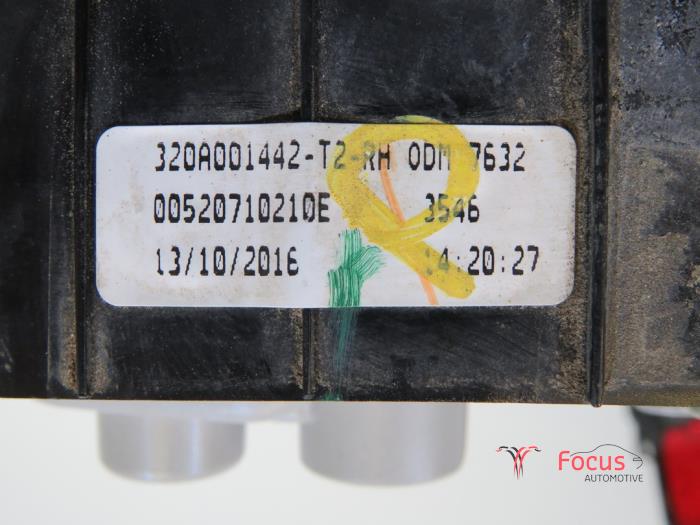 320A001442-T2-RH ODM 7632
00520710210E 3546
13/10/2016 14:20:27
Focus
AUTOMOTIVE